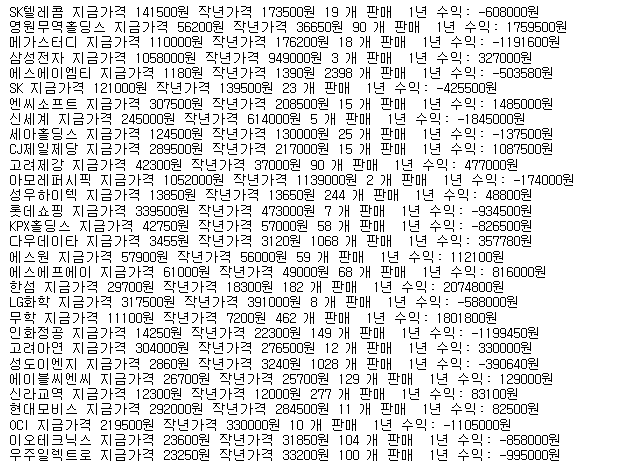 SK텔레콤 지금가격 141500원 작년가격 173500원 19 개 판매 1년 수익: -608000원
영원무역홀딩스 지금가격 56200원 작년가격 36650원 90 개 판매 1년 수익: 1759500원
메가스터디 지금가격 110000원 작년가격 176200원 18 개 판매 1년 수익: -1191600원
삼성전자 지금가격 1058000원 작년가격 949000원 3 개 판매 1년 수익: 327000원
에스에이엠티 지금가격 1180원 작년가격 1390원 2398 개 판매 1년 수익: -503580원
SK 지금가격 121000원 작년가격 139500원 23 개 판매 1년 수익: -425500원
엔씨소프트 지금가격 307500원 작년가격 208500원 15 개 판매 1년 수익: 1485000원
신세계 지금가격 245000원 작년가격 614000원 5 개 판매 1년 수익: -1845000원
세아홀딩스 지금가격 124500원 작년가격 130000원 25 개 판매 1년 수익: -137500원
CJ제일제당 지금가격 289500원 작년가격 217000원 15 개 판매 1년 수익: 1087500원
고려제강 지금가격 42300원 작년가격 37000원 90 개 판매 1년 수익: 477000원
아모레퍼시픽 지금가격 1052000원 작년가격 1139000원 2 개 판매 1년 수익: -174000원
성우하이텍 지금가격 13850원 작년가격 13650원 244 개 판매 1년 수익: 48800원
롯데쇼핑 지금가격 339500원 작년가격 473000원 7 개 판매 1년 수익: -934500원
KPX홀딩스 지금가격 42750원 작년가격 57000원 58 개 판매 1년 수익: -826500원
다우데이타 지금가격 3455원 작년가격 3120원 1068 개 판매 1년 수익: 357780원
에스원 지금가격 57900원 작년가격 56000원 59 개 판매 1년 수익: 112100원
에스에프에이 지금가격 61000원 작년가격 49000원 68 개 판매 1년 수익: 816000원
한섬 지금가격 29700원 작년가격 18300원 182 개 판매 1년 수익: 2074800원
LG화학 지금가격 317500원 작년가격 391000원 8 개 판매 1년 수익: -588000원
무학 지금가격 11100원 작년가격 7200원 462 개 판매 1년 수익: 1801800원
인화정공 지금가격 14250원 작년가격 22300원 149 개 판매 1년 수익: -1199450원
고려아연 지금가격 304000원 작년가격 276500원 12 개 판매 1년 수익: 330000원
성도이엔지 지금가격 2860원 작년가격 3240원 1028 개 판매 1년 수익: -390640원
에이블씨엔씨 지금가격 26700원 작년가격 25700원 129 개 판매 1년 수익: 129000원
신라교역 지금가격 12300원 작년가격 12000원 277 개 판매 1년 수익: 83100원
현대모비스 지금가격 292000원 작년가격 284500원 11 개 판매 1년 수익: 82500원
OCI 지금가격 219500원 작년가격 330000원 10 개 판매 1년 수익: -1105000원
이오테크닉스 지금가격 23600원 작년가격 31850원 104 개 판매 1년 수익: -858000원
우주일렉트로 지금가격 23250원 작년가격 33200원 100 개 판매 1년 수익: -995000원